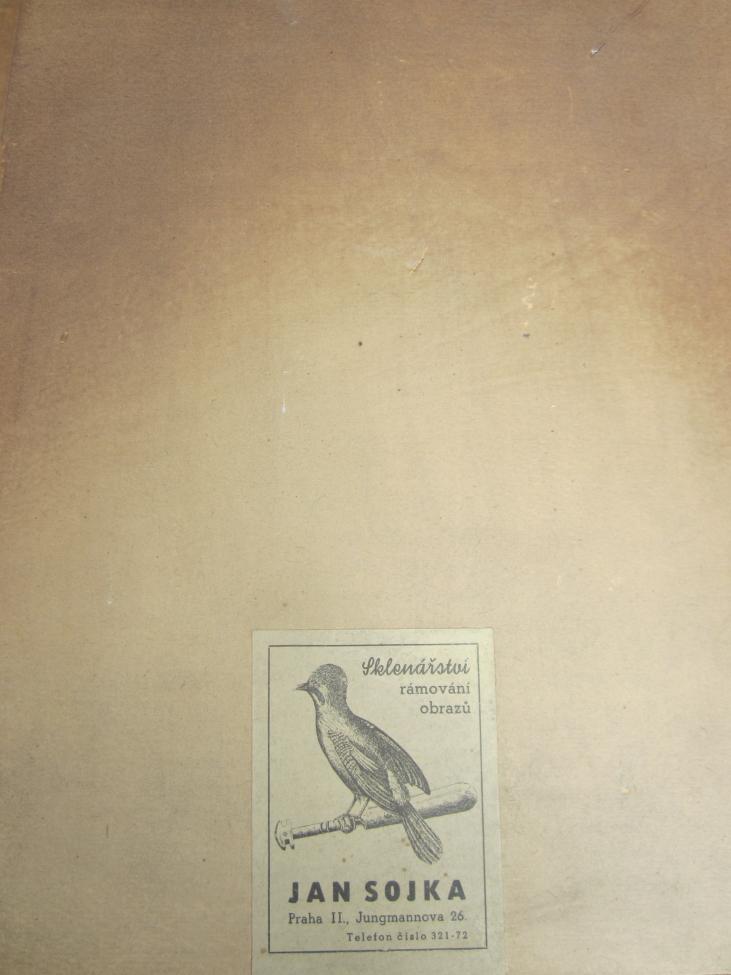 Sklenářství
rámování
obrazů
JAN SOJKA
Praha II., Jungmannova 26.
Telefon číslo 321-72